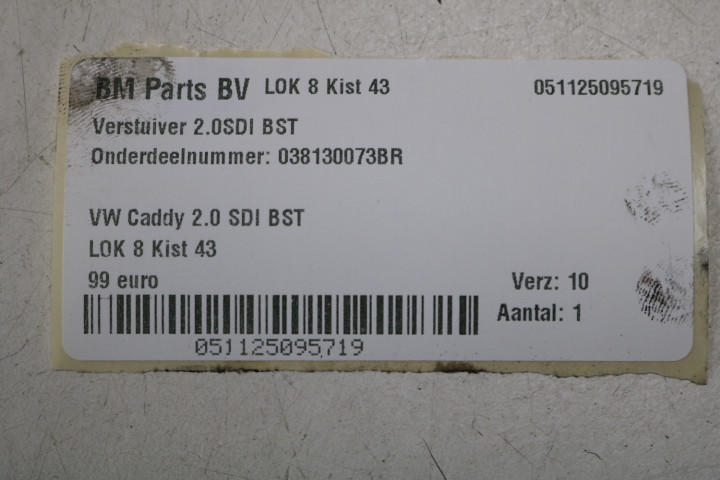 BM Parts BV LOK 8 Kist 43 051125095719
Verstuiver 2.0SDI BST
Onderdeelnummer: 038130073BR
VW Caddy 2.0 SDI BST
LOK 8 Kist 43
99 euro Verz: 10
Aantal: 1
051125095719